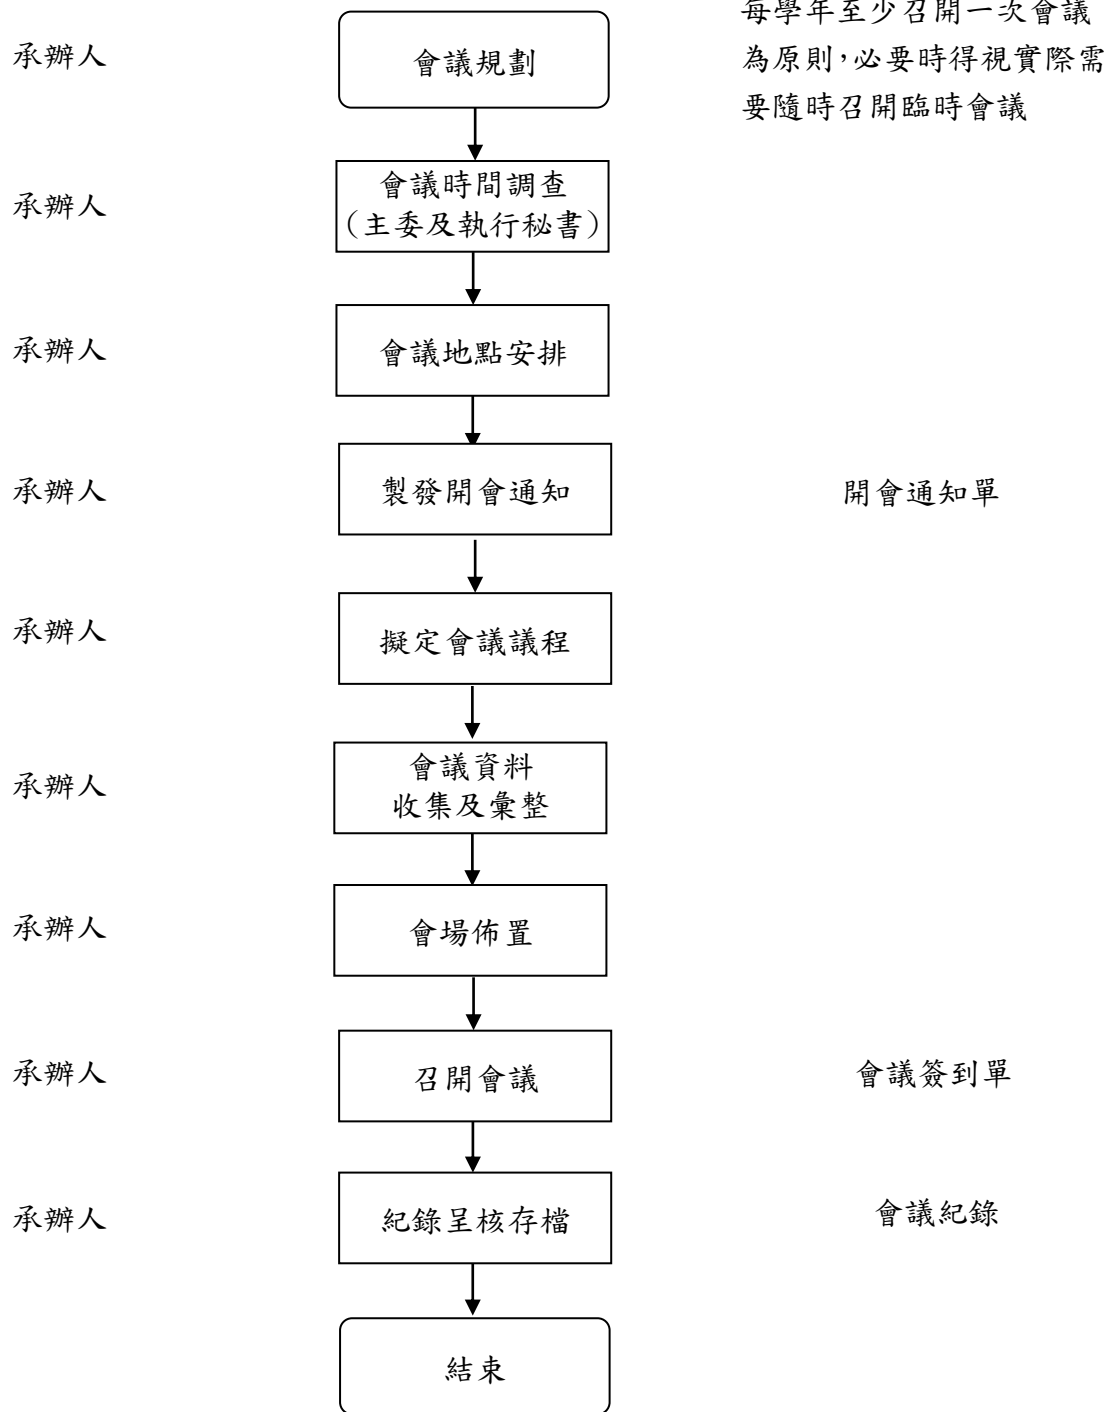 每學年至少召開一次會議
承辦人
會議規劃
為原則，必要時得視實際需
要隨時召開臨時會議
承辦人
會議時間調查
（主委及執行秘書）
承辦人
會議地點安排
承辦人
製發開會通知
開會通知單
承辦人
擬定會議議程
承辦人
會議資料
收集及彙整
承辦人
會場佈置
承辦人
召開會議
會議簽到單
承辦人
紀錄呈核存檔
會議紀錄
結束